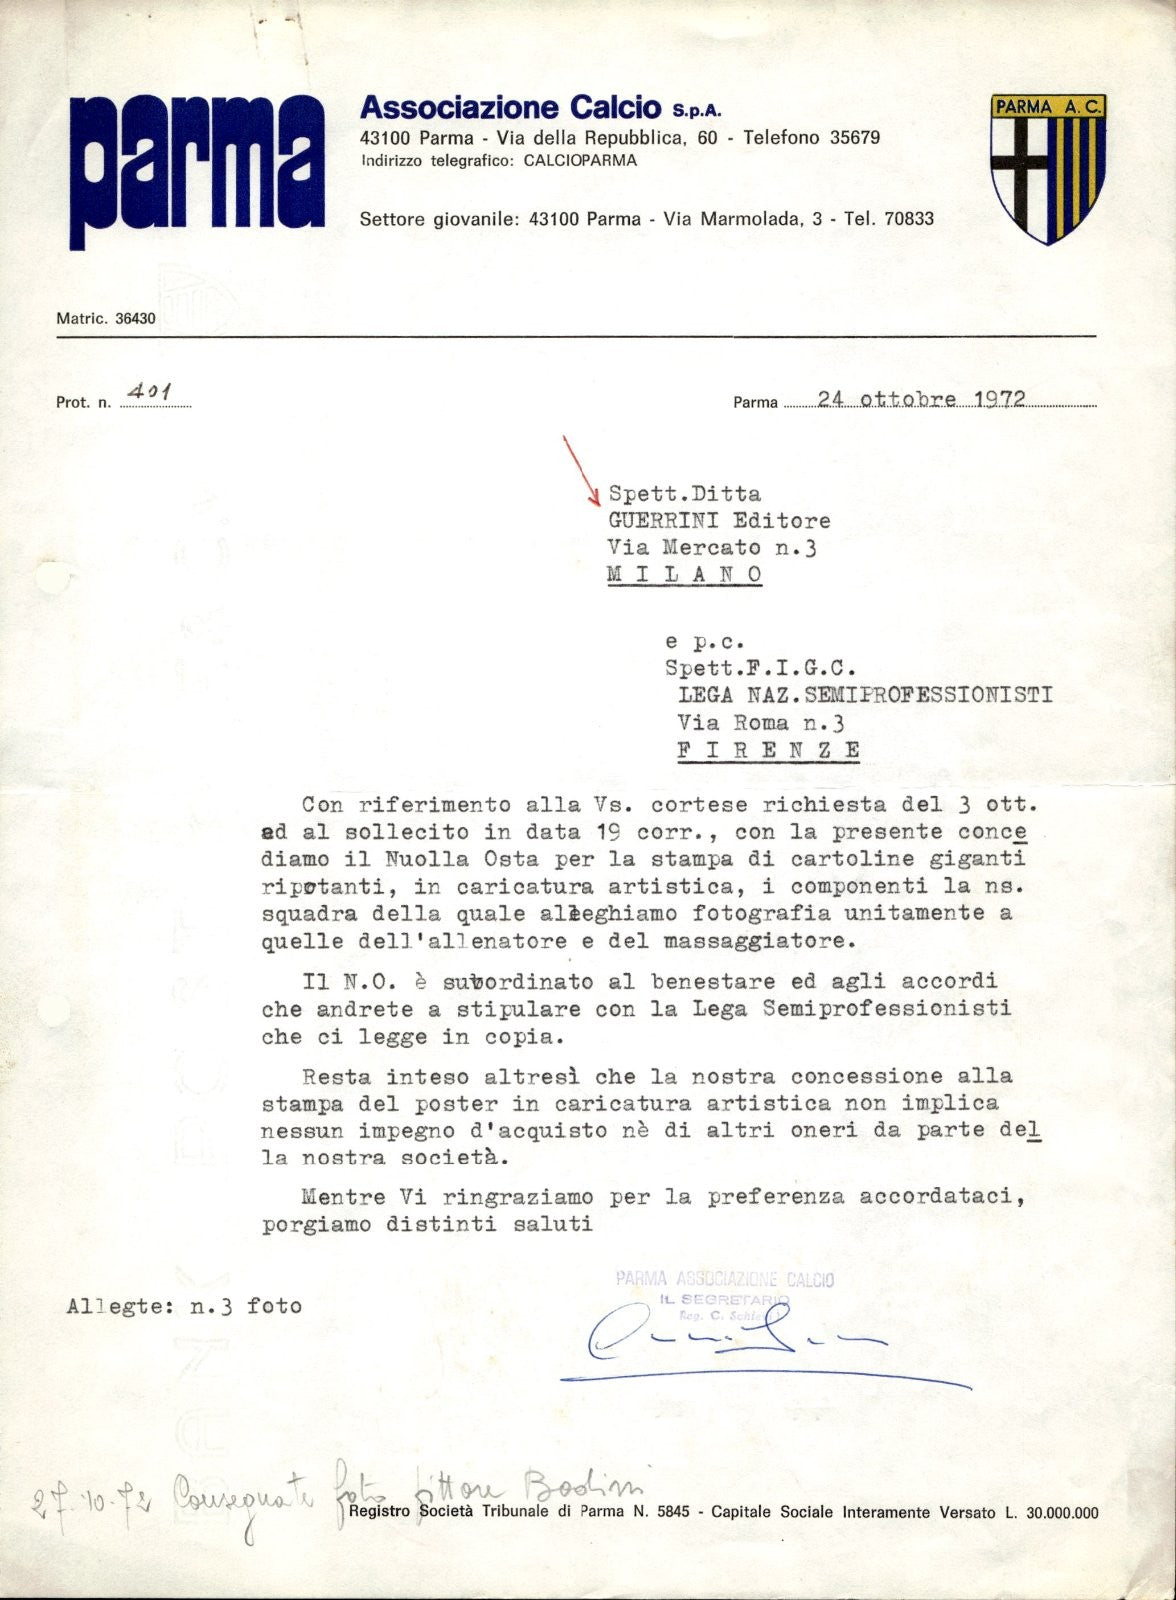 parma
Associazione Calcio S.p.A.
43100 Parma - Via della Repubblica, 60 - Telefono 35679
Indirizzo telegrafico: CALCIOPARMA
Settore giovanile: 43100 Parma - Via Marmolada, 3 - Tel. 70833
PARMA A.C.
Matric. 36430
Prot. n. 401
Parma 24 ottobre 1972
Spett.Ditta
GUERRINI Editore
Via Mercato n.3
M I L A N O
e p.c.
Spett.F.I.G.C.
LEGA NAZ.SEMIPROFESSIONISTI
Via Roma n.3
F I R E N Z E
Con riferimento alla Vs. cortese richiesta del 3 ott.
ed al sollecito in data 19 corr., con la presente conce
diamo il Nuolla Osta per la stampa di cartoline giganti
ripotanti, in caricatura artistica, i componenti la ns.
squadra della quale alleghiamo fotografia unitamente a
quelle dell'allenatore e del massaggiatore.
Il N.O. è subordinato al benestare ed agli accordi
che andrete a stipulare con la Lega Semiprofessionisti
che ci legge in copia.
Resta inteso altresì che la nostra concessione alla
stampa del poster in caricatura artistica non implica
nessun impegno d'acquisto nè di altri oneri da parte del
la nostra società.
Mentre Vi ringraziamo per la preferenza accordataci,
porgiamo distinti saluti
PARMA ASSOCIAZIONE CALCIO
IL SEGRETARIO
Rag. C.
Allegte: n.3 foto
27.10.72 Consegnate foto pittore Bodini
Registro Società Tribunale di Parma N. 5845 - Capitale Sociale Interamente Versato L. 30.000.000